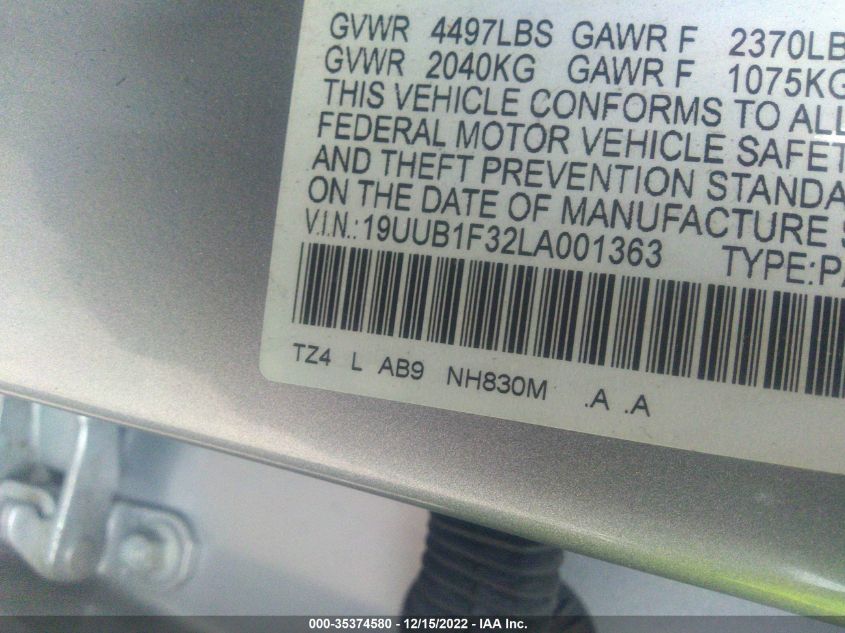 GVWR 4497LBS GAWR F 2370LB
GVWR 2040KG GAWR F 1075KG
THIS VEHICLE CONFORMS TO ALL
FEDERAL MOTOR VEHICLE SAFET
AND THEFT PREVENTION STANDA
ON THE DATE OF MANUFACTURE S
V.I.N.: 19UUB1F32LA001363 TYPE:PA
TZ4 L AB9 NH830M .A .A
000-35374580 - 12/15/2022 - IAA Inc.